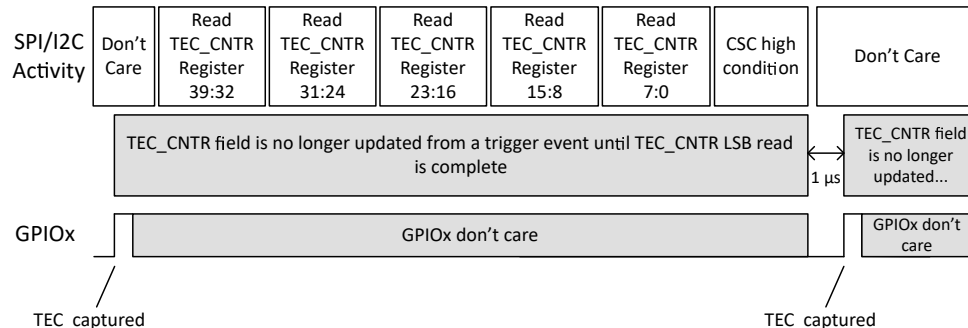 SPI/I2C
Activity
Don't
Care
Read
TEC_CNTR
Register
39:32
Read
TEC_CNTR
Register
31:24
Read
TEC_CNTR
Register
23:16
Read
TEC_CNTR
Register
15:8
Read
TEC_CNTR
Register
7:0
CSC high
condition
Don't Care
TEC_CNTR field is no longer updated from a trigger event until TEC_CNTR LSB read
is complete
1 µs
TEC_CNTR field
is no longer
updated...
GPIOx
GPIOx don't care
GPIOx don't
care
TEC captured
TEC captured